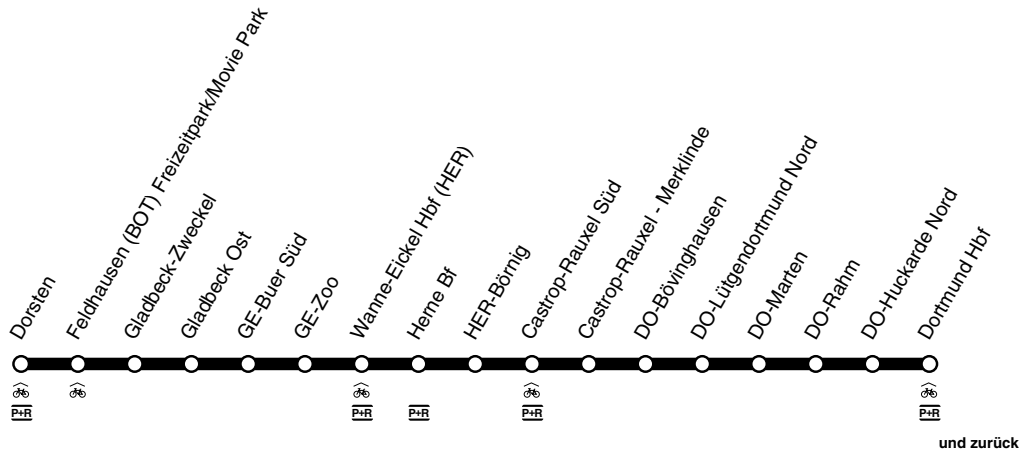 Dorsten
Feldhausen (BOT) Freizeitpark/Movie Park
Gladbeck-Zweckel
Gladbeck Ost
GE-Buer Süd
GE-Zoo
Wanne-Eickel Hbf (HER)
Herne Bf
HER-Börnig
Castrop-Rauxel Süd
Castrop-Rauxel - Merklinde
DO-Bövinghausen
DO-Lütgendortmund Nord
DO-Marten
DO-Rahm
DO-Huckarde Nord
Dortmund Hbf
P+R
P+R
P+R
P+R
P+R
und zurück